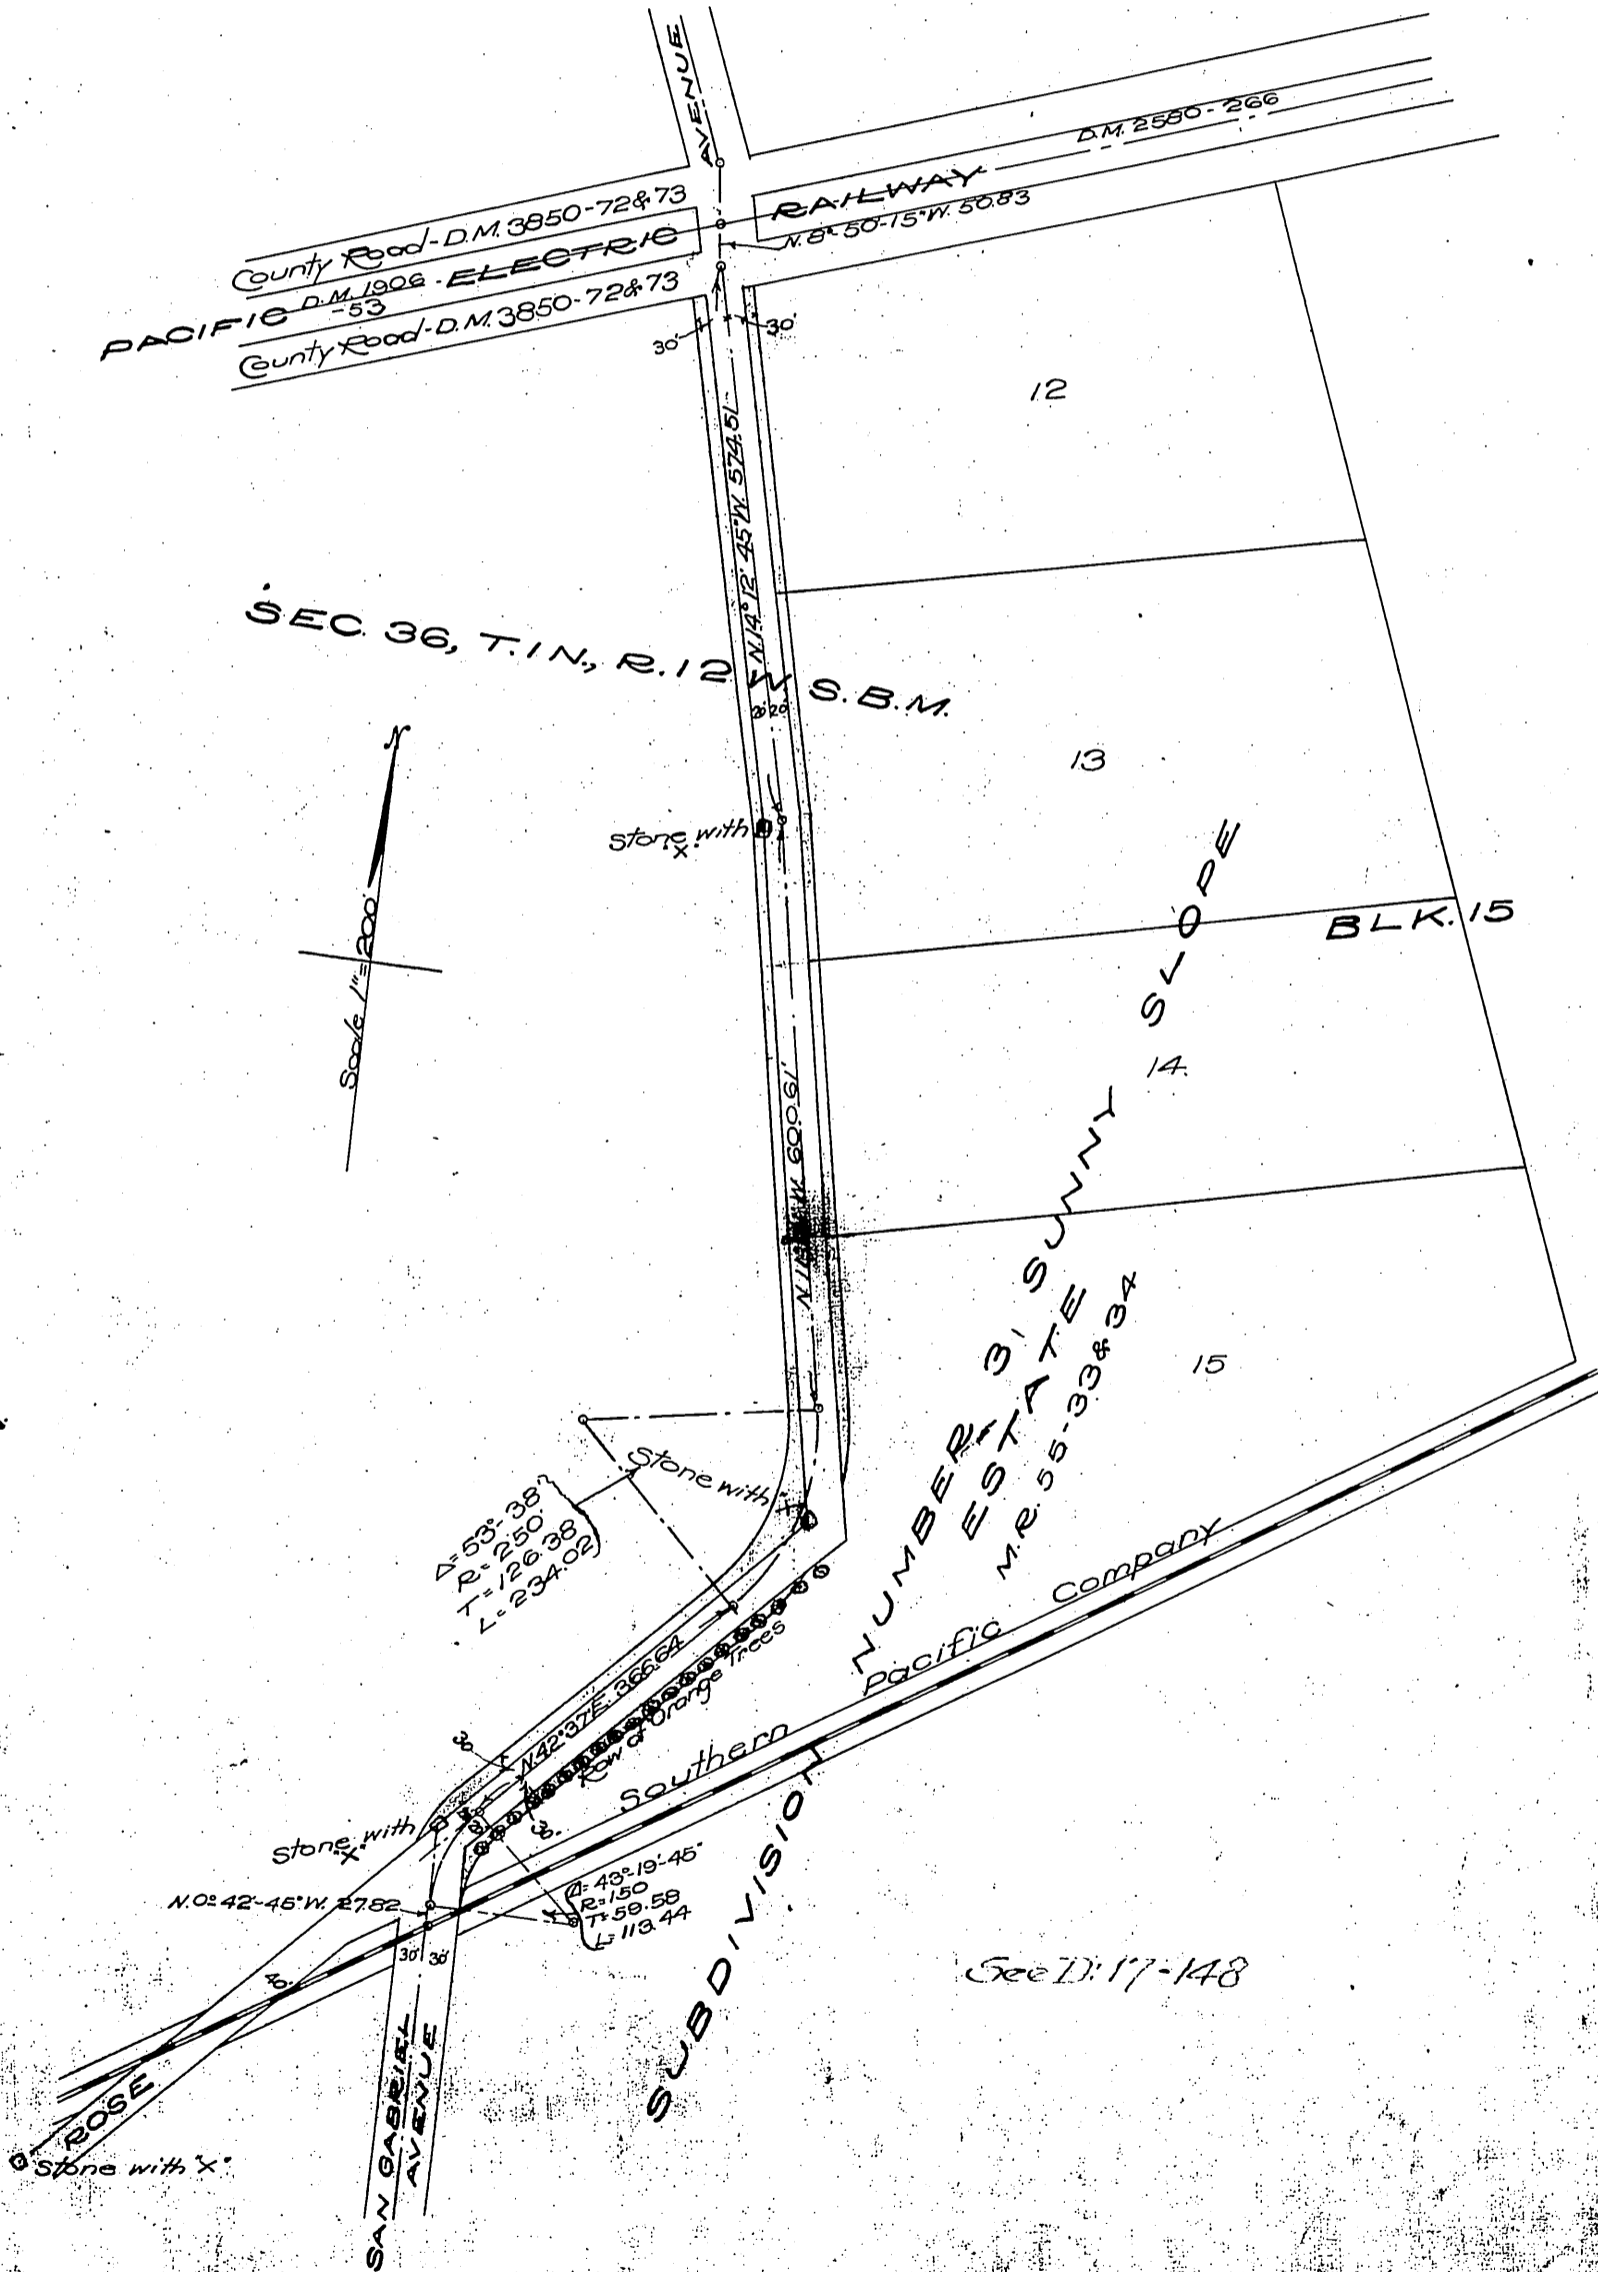 AVENUE
County Road - D.M. 3850-72&73
PACIFIC D.M. 1906 -53 ELECTRIC RAILWAY
D.M. 2580-266
County Road - D.M. 3850-72&73
N.8°-50'-15"W. 50.83
30'
30'
12
N.14°12'45"W. 574.51
SEC. 36, T.1N., R.12 W S.B.M.
20' 20'
13
Stone with "X"
Scale 1"=200'
N
BLK. 15
14.
600.61'
15
SUBDIVISION NUMBER 3, SUNNY SLOPE
ESTATE
M.R. 55-33&34
Stone with "X"
Δ=53°-38'
R=250'
T=126.38
L=234.02
N.42°37'E. 366.64
Row of Orange Trees
30
30.
Southern Pacific Company
Stone with "X"
N.0°42'-45"W. 27.82
Δ=43°-19'-45"
R=150
T=59.58
L=113.44
30' 30'
40.
See D:17-148
ROSE
Stone with "X"
SAN GABRIEL
AVENUE